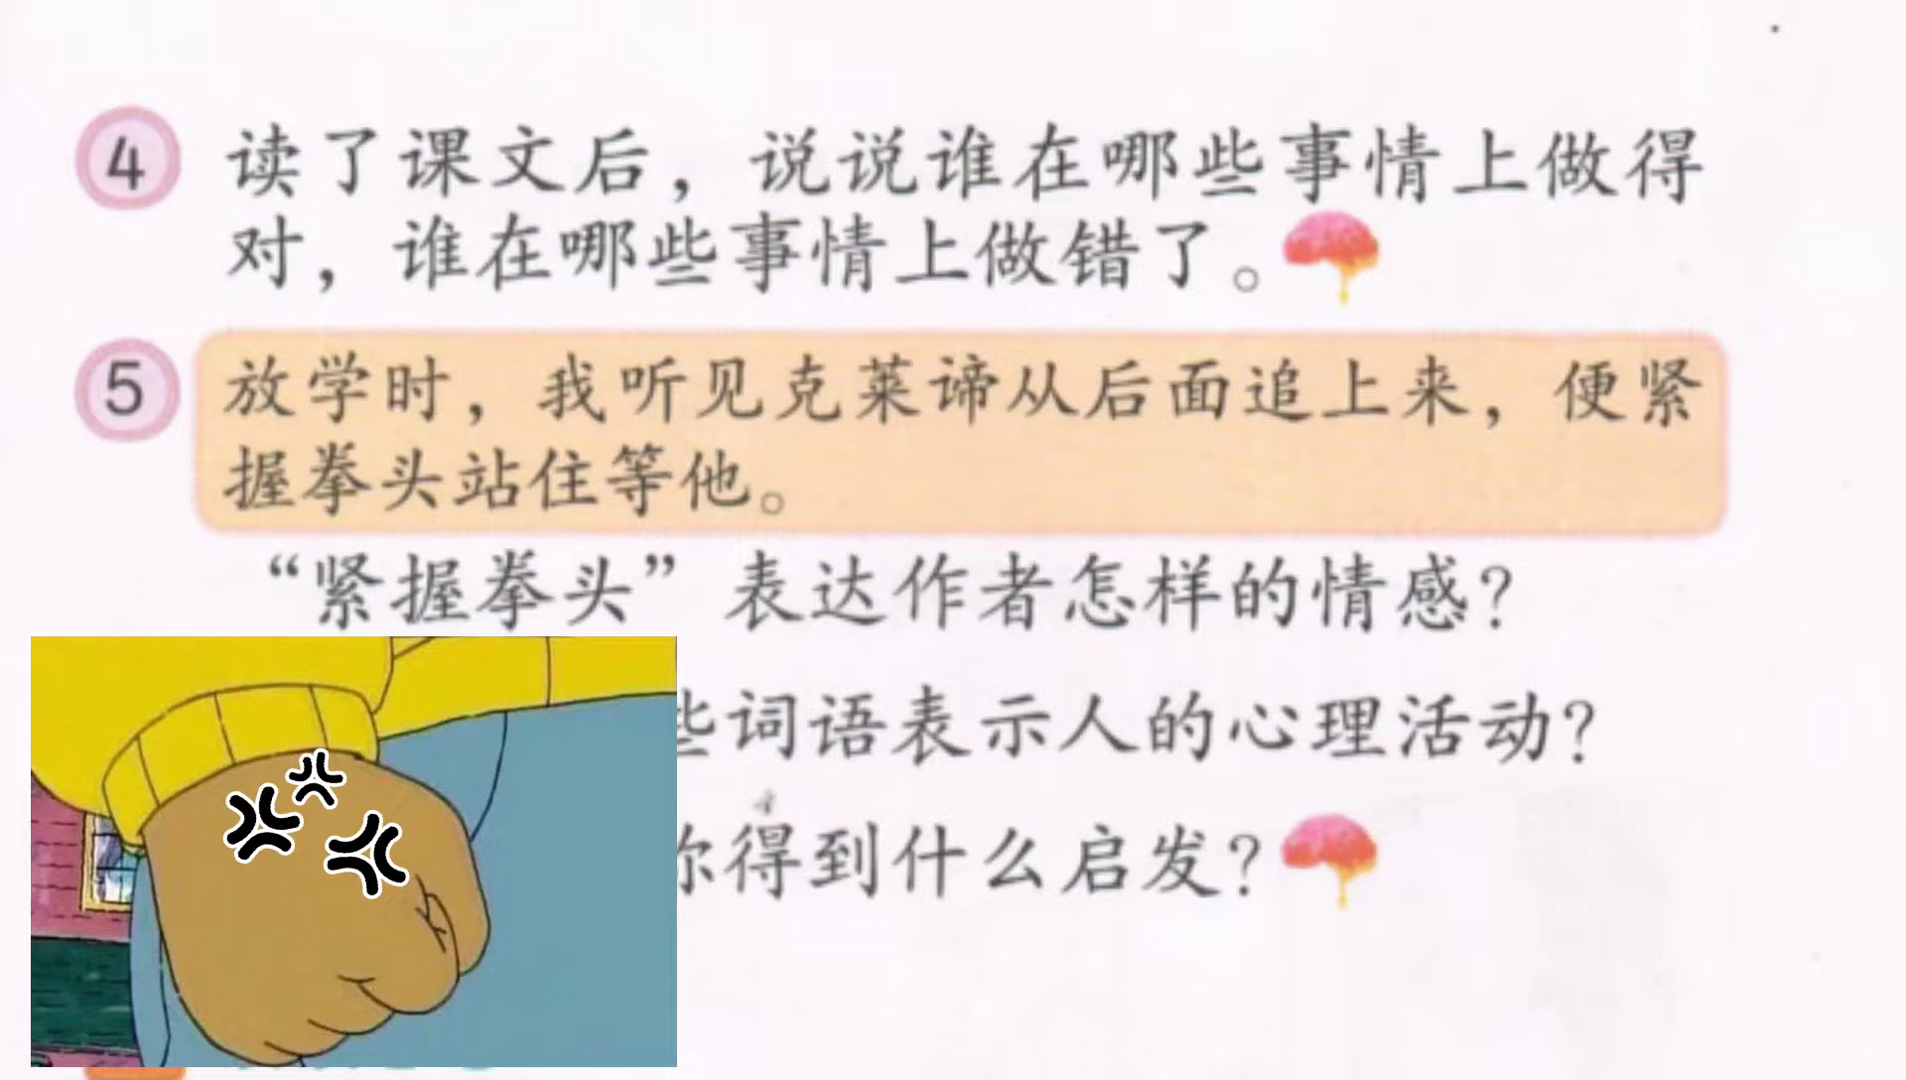 4 读了课文后，说说谁在哪些事情上做得
对，谁在哪些事情上做错了。
5 放学时，我听见克莱谛从后面追上来，便紧
握拳头站住等他。
“紧握拳头”表达作者怎样的情感？
些词语表示人的心理活动？
你得到什么启发？